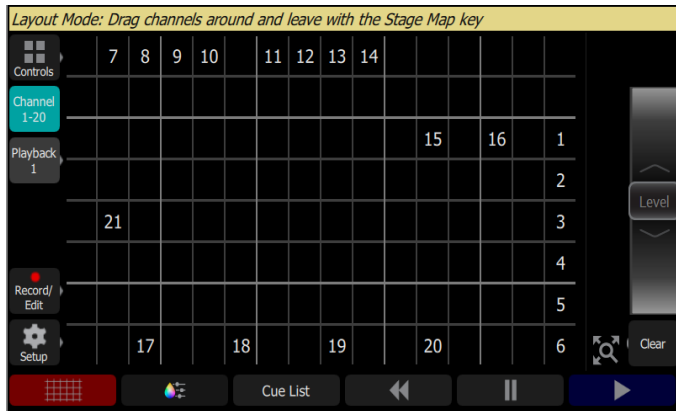 Layout Mode: Drag channels around and leave with the Stage Map key
Controls
7 8 9 10 11 12 13 14
Channel
1-20
15 16 1
Playback
1
2
Level
21 3
4
Record/
Edit
5
Setup
17 18 19 20 6
Clear
Cue List